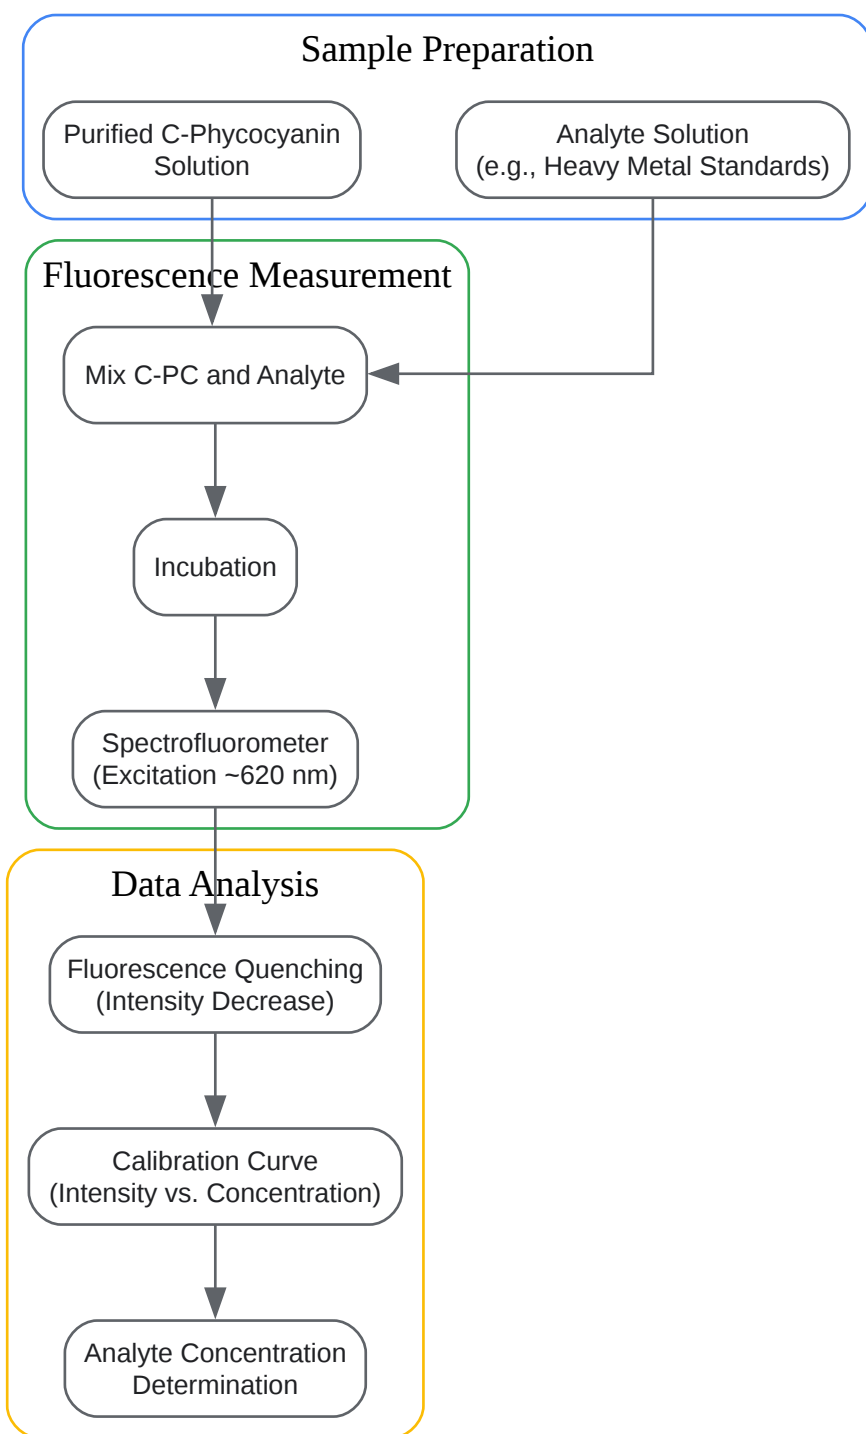 Sample Preparation
Purified C-Phycocyanin
Solution
Analyte Solution
(e.g., Heavy Metal Standards)
Fluorescence Measurement
Mix C-PC and Analyte
Incubation
Spectrofluorometer
(Excitation ~620 nm)
Data Analysis
Fluorescence Quenching
(Intensity Decrease)
Calibration Curve
(Intensity vs. Concentration)
Analyte Concentration
Determination